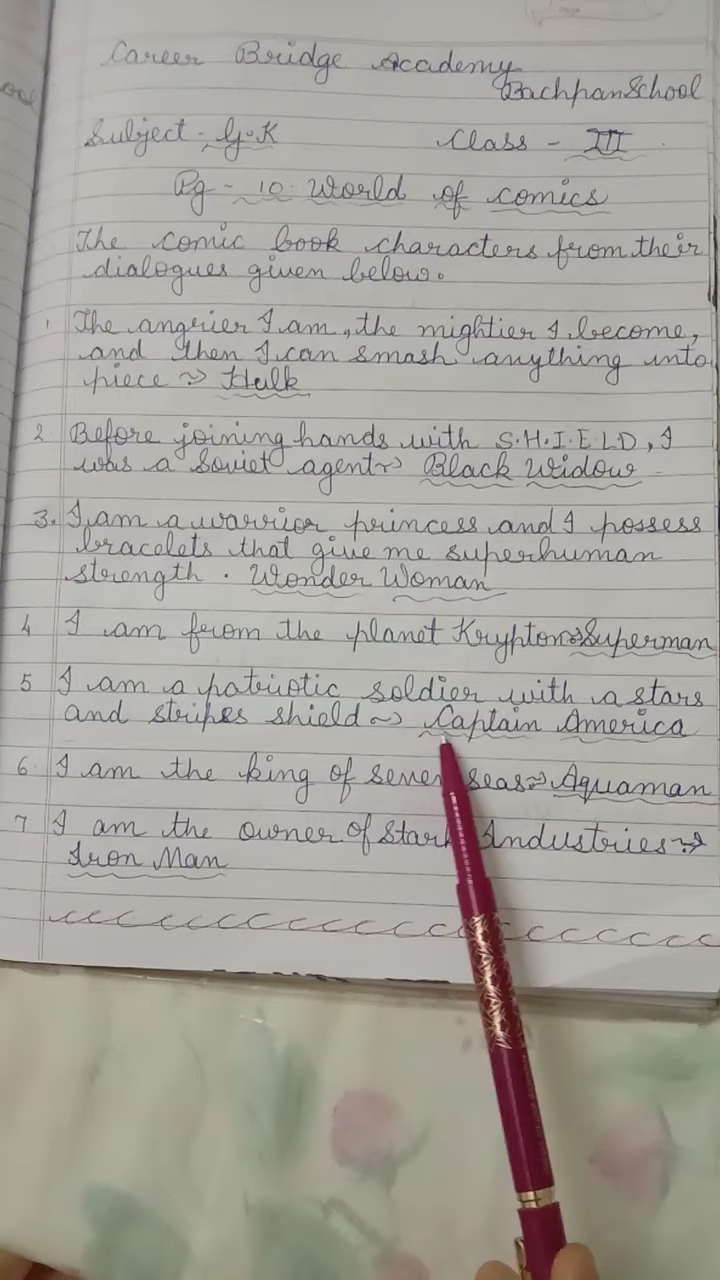 Career Bridge Academy
Bachpan School
Subject - G.K Class - III
Pg - 10 World of comics
The comic book characters from their
dialogues given below.
1 The angrier I am, the mightier I become,
and then I can smash anything into
piece ~> Hulk
2 Before joining hands with S.H.I.E.L.D, I
was a Soviet agent ~> Black Widow
3. I am a warrior princess and I possess
bracelets that give me superhuman
strength. Wonder Woman
4 I am from the planet Krypton ~> Superman
5 I am a patriotic soldier with a stars
and stripes shield ~> Captain America
6 I am the king of seven seas ~> Aquaman
7 I am the owner of Stark Industries ~>
Iron Man